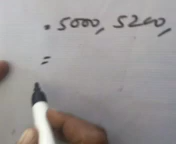 . 5000, 5200,
=